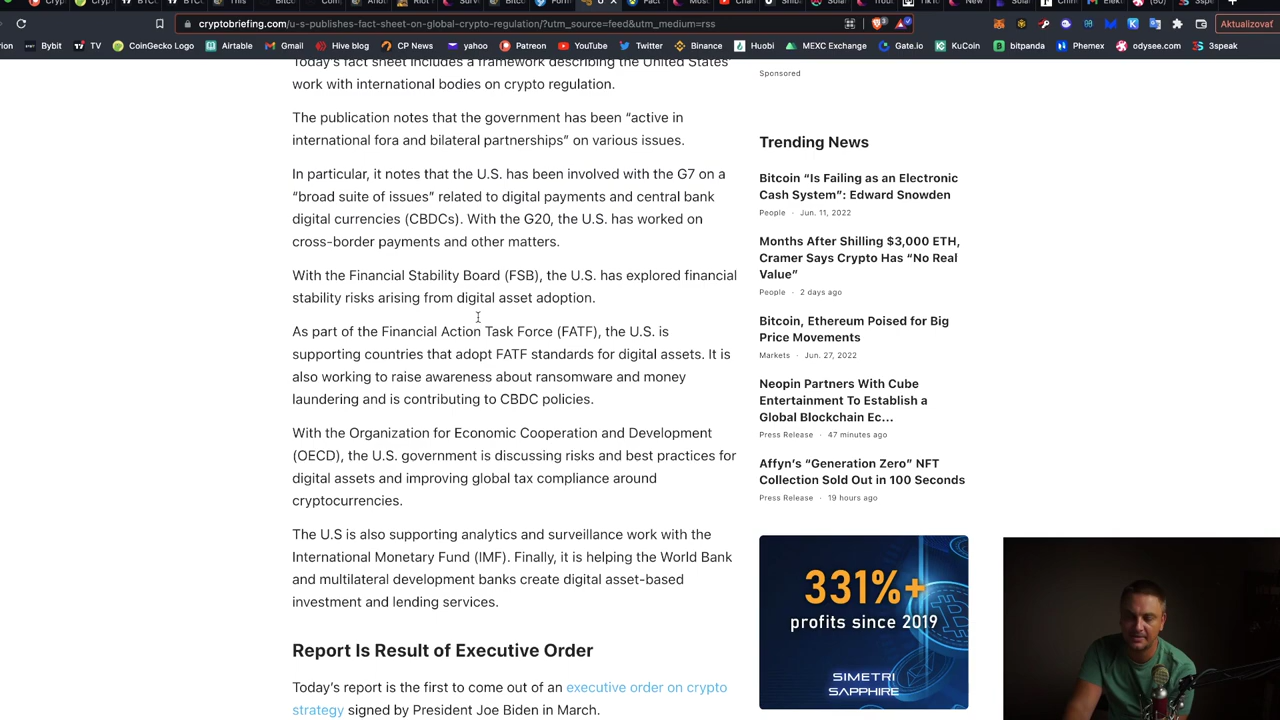 cryptobriefing.com/u-s-publishes-fact-sheet-on-global-crypto-regulation/?utm_source=feed&utm_medium=rss
Aktualizovať
Bybit TV CoinGecko Logo Airtable Gmail Hive blog CP News yahoo Patreon YouTube Twitter Binance Huobi MEXC Exchange Gate.io KuCoin bitpanda Phemex odysee.com 3speak
Today's fact sheet includes a framework describing the United States'
work with international bodies on crypto regulation.
The publication notes that the government has been “active in
international fora and bilateral partnerships” on various issues.
In particular, it notes that the U.S. has been involved with the G7 on a
“broad suite of issues” related to digital payments and central bank
digital currencies (CBDCs). With the G20, the U.S. has worked on
cross-border payments and other matters.
With the Financial Stability Board (FSB), the U.S. has explored financial
stability risks arising from digital asset adoption.
As part of the Financial Action Task Force (FATF), the U.S. is
supporting countries that adopt FATF standards for digital assets. It is
also working to raise awareness about ransomware and money
laundering and is contributing to CBDC policies.
With the Organization for Economic Cooperation and Development
(OECD), the U.S. government is discussing risks and best practices for
digital assets and improving global tax compliance around
cryptocurrencies.
The U.S is also supporting analytics and surveillance work with the
International Monetary Fund (IMF). Finally, it is helping the World Bank
and multilateral development banks create digital asset-based
investment and lending services.
Report Is Result of Executive Order
Today's report is the first to come out of an executive order on crypto
strategy signed by President Joe Biden in March.
Sponsored
Trending News
Bitcoin “Is Failing as an Electronic
Cash System”: Edward Snowden
People · Jun. 11, 2022
Months After Shilling $3,000 ETH,
Cramer Says Crypto Has “No Real
Value”
People · 2 days ago
Bitcoin, Ethereum Poised for Big
Price Movements
Markets · Jun. 27, 2022
Neopin Partners With Cube
Entertainment To Establish a
Global Blockchain Ec...
Press Release · 47 minutes ago
Affyn's “Generation Zero” NFT
Collection Sold Out in 100 Seconds
Press Release · 19 hours ago
331%+
profits since 2019
SIMETRI
SAPPHIRE